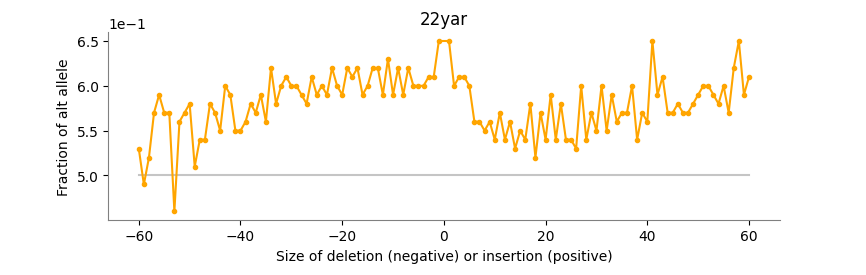 22yar
1e−1
6.5
6.0
5.5
5.0
Fraction of alt allele
−60 −40 −20 0 20 40 60
Size of deletion (negative) or insertion (positive)